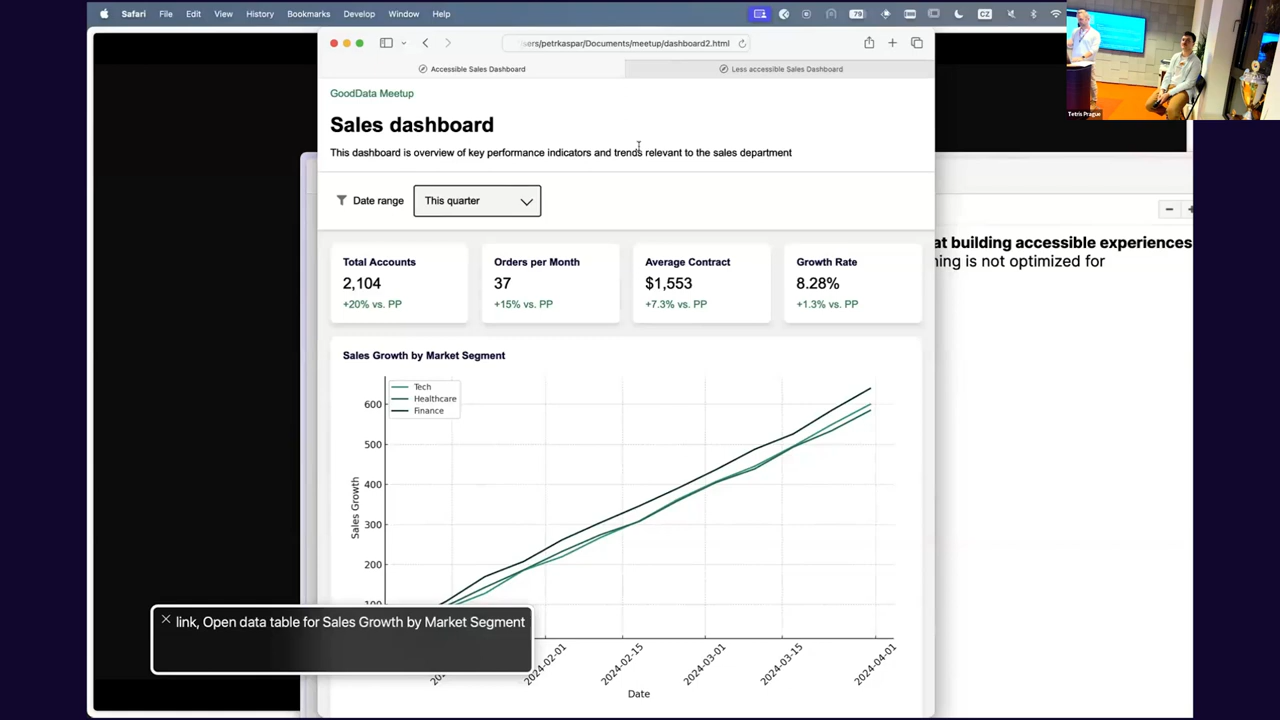 Safari File Edit View History Bookmarks Develop Window Help
79
CZ
ers/petrkaspar/Documents/meetup/dashboard2.html
Accessible Sales Dashboard
Less accessible Sales Dashboard
Tetris Prague
GoodData Meetup
Sales dashboard
This dashboard is overview of key performance indicators and trends relevant to the sales department
Date range
This quarter
at building accessible experiences
ning is not optimized for
Total Accounts
2,104
+20% vs. PP
Orders per Month
37
+15% vs. PP
Average Contract
$1,553
+7.3% vs. PP
Growth Rate
8.28%
+1.3% vs. PP
Sales Growth by Market Segment
Tech
Healthcare
Finance
600
500
400
300
200
100
Sales Growth
2024-02-01
2024-02-15
2024-03-01
2024-03-15
2024-04-01
Date
link, Open data table for Sales Growth by Market Segment